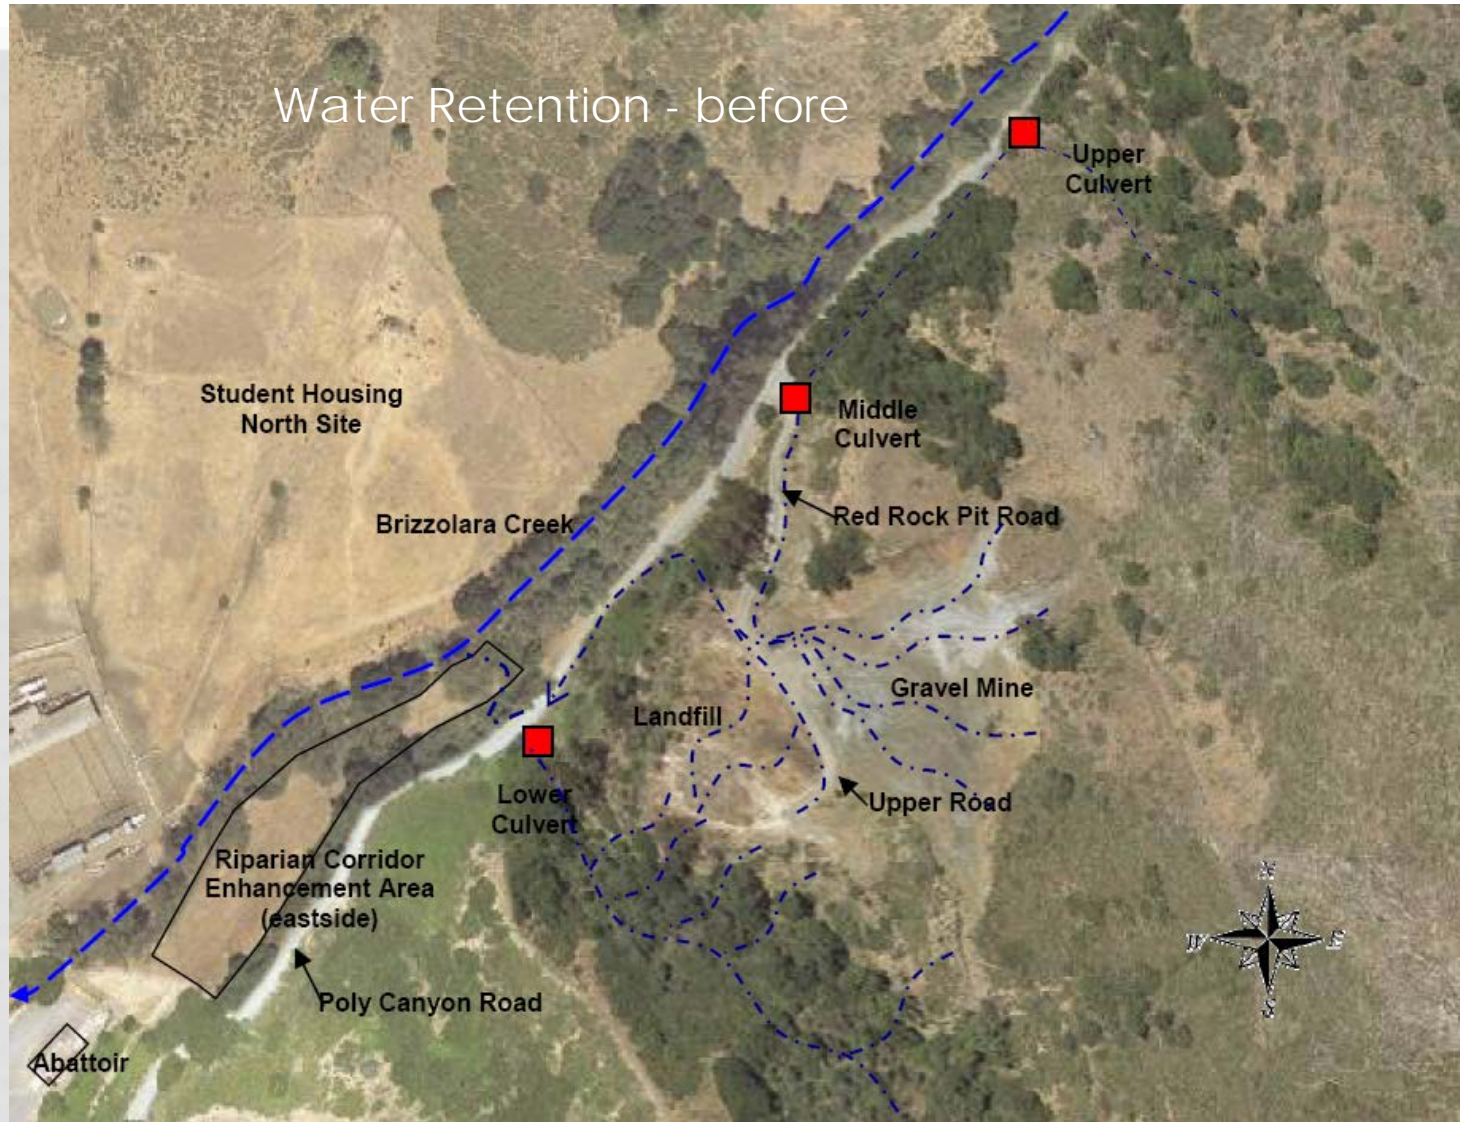 Water Retention - before
Upper
Culvert
Student Housing
North Site
Middle
Culvert
Brizzolara Creek
Red Rock Pit Road
Gravel Mine
Landfill
Lower
Culvert
Upper Road
Riparian Corridor
Enhancement Area
(eastside)
N
W
E
S
Poly Canyon Road
Abattoir